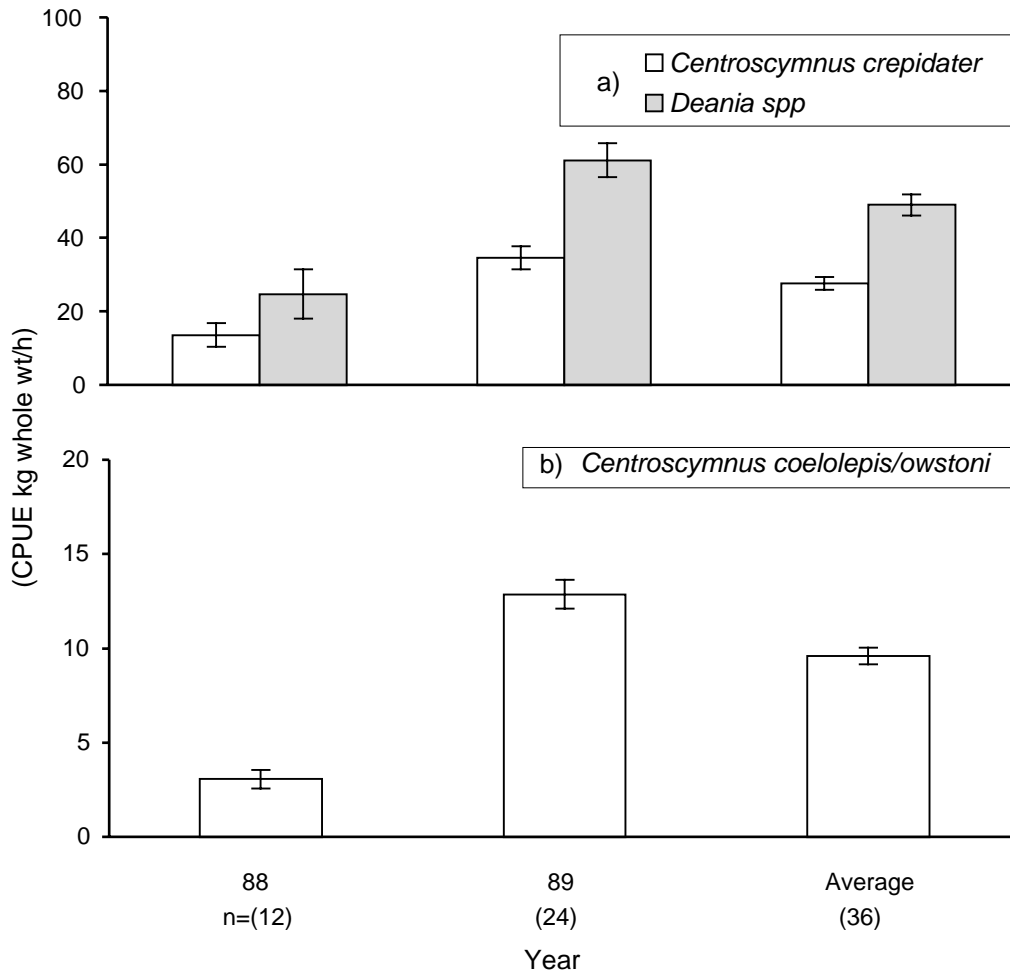 (CPUE kg whole wt/h)
100
80
60
40
20
0
a)
Centroscymnus crepidater
Deania spp
20
15
10
5
0
b) Centroscymnus coelolepis/owstoni
88 89 Average
n=(12) (24) (36)
Year